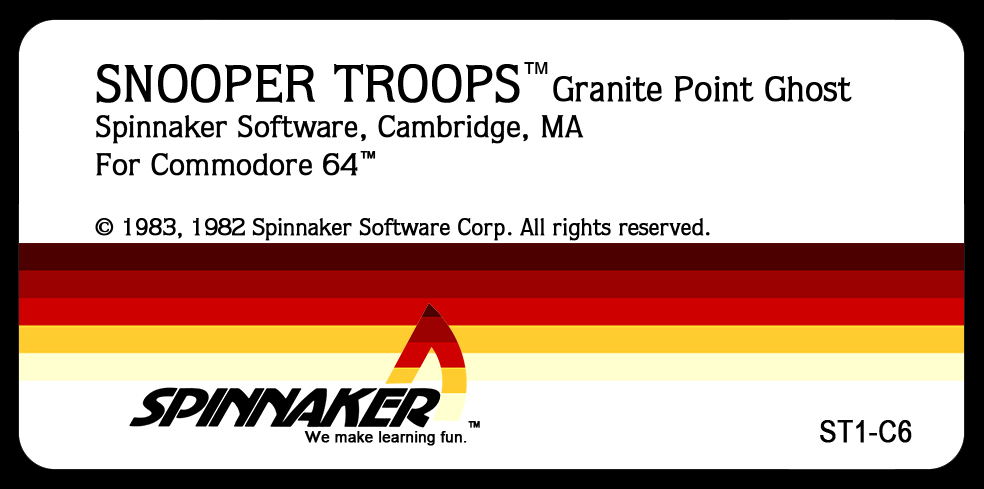 SNOOPER TROOPS™ Granite Point Ghost
Spinnaker Software, Cambridge, MA
For Commodore 64™
© 1983, 1982 Spinnaker Software Corp. All rights reserved.
SPINNAKER™
We make learning fun.
ST1-C6